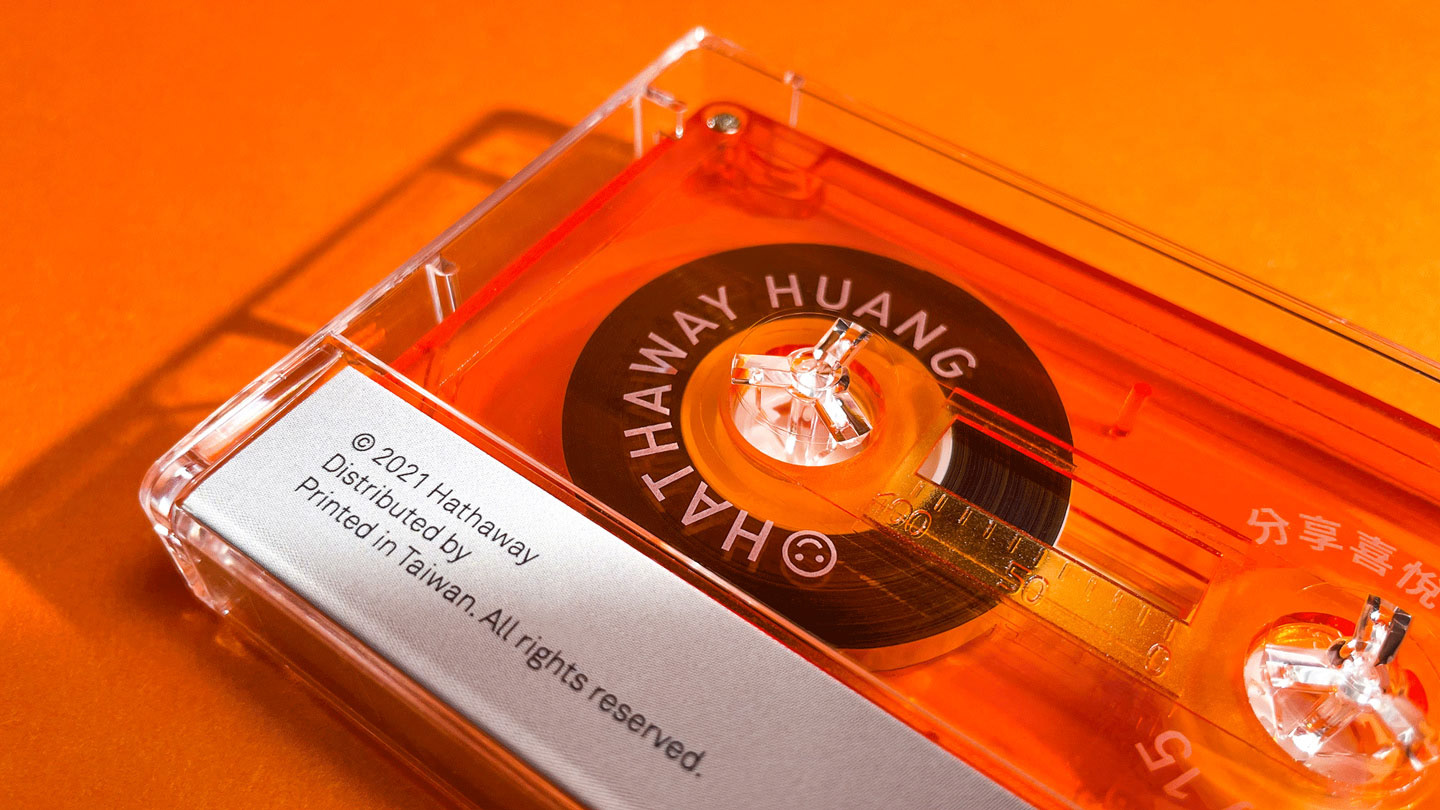 © 2021 Hathaway
Distributed by
Printed in Taiwan. All rights reserved.
HATHAWAY HUANG
100
50
0
分享喜悅
15